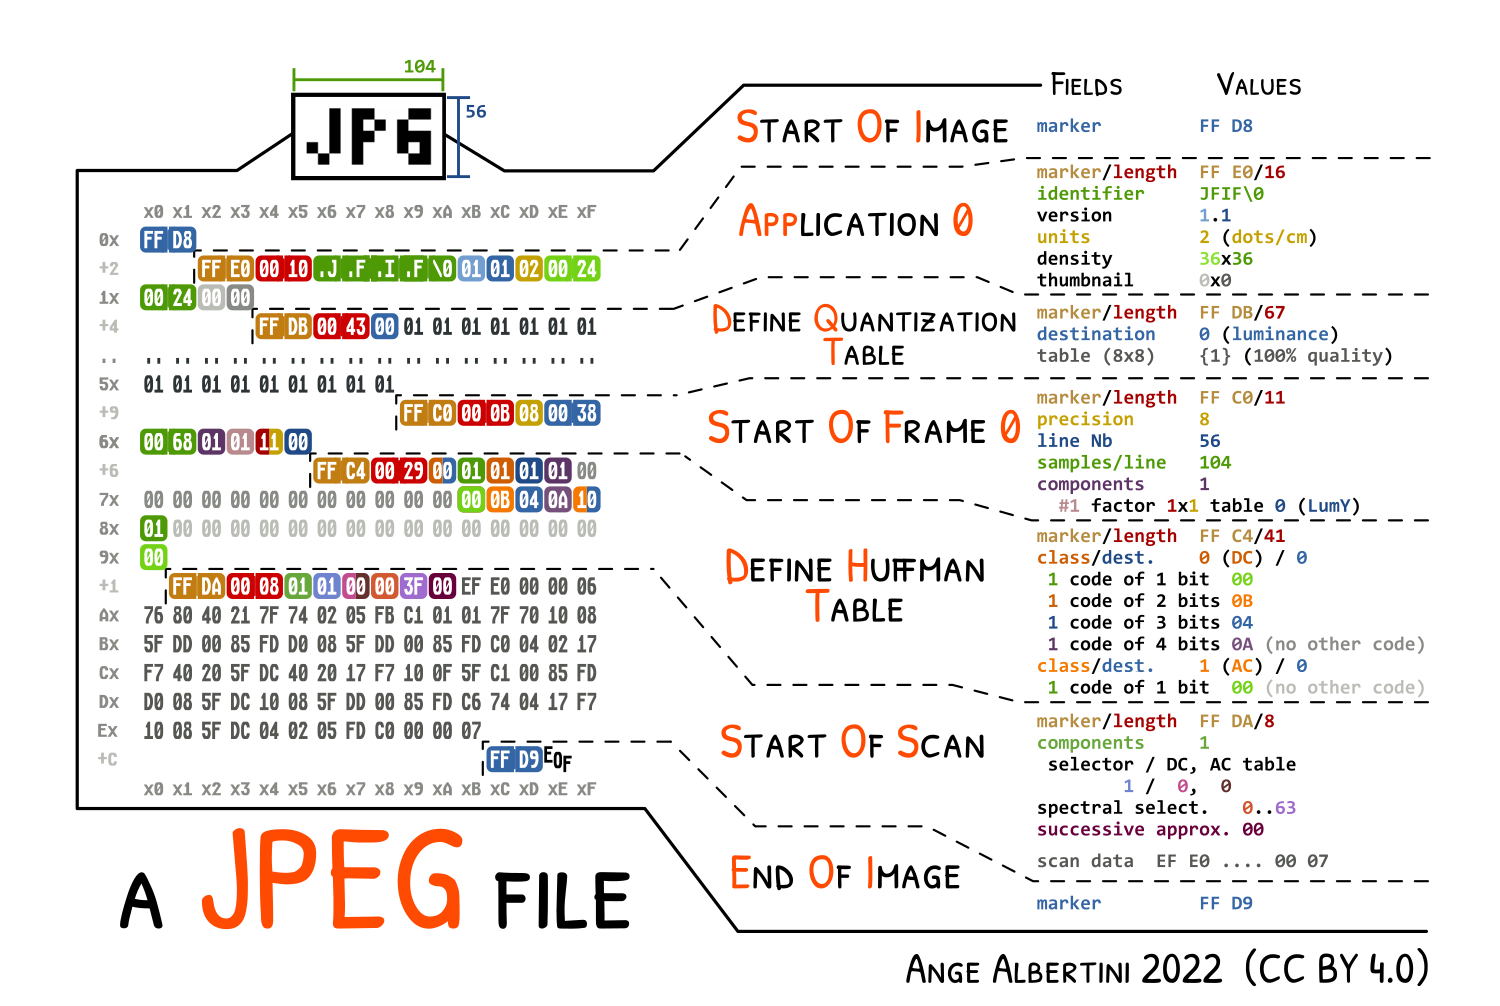 104
JPG
56
x0 x1 x2 x3 x4 x5 x6 x7 x8 x9 xA xB xC xD xE xF
0x FF D8
+2 FF E0 00 10 .J .F .I .F \0 01 01 02 00 24
1x 00 24 00 00
+4 FF DB 00 43 00 01 01 01 01 01 01 01
.. .. .. .. .. .. .. .. .. .. .. .. .. .. .. .. ..
5x 01 01 01 01 01 01 01 01 01
+9 FF C0 00 0B 08 00 38
6x 00 68 01 01 11 00
+6 FF C4 00 29 00 01 01 01 01 00
7x 00 00 00 00 00 00 00 00 00 00 00 00 0B 04 0A 10
8x 01 00 00 00 00 00 00 00 00 00 00 00 00 00 00 00
9x 00
+1 FF DA 00 08 01 01 00 00 3F 00 EF E0 00 00 06
Ax 76 80 40 21 7F 74 02 05 FB C1 01 01 7F 70 10 08
Bx 5F DD 00 85 FD D0 08 5F DD 00 85 FD C0 04 02 17
Cx F7 40 20 5F DC 40 20 17 F7 10 0F 5F C1 00 85 FD
Dx D0 08 5F DC 10 08 5F DD 00 85 FD C6 74 04 17 F7
Ex 10 08 5F DC 04 02 05 FD C0 00 00 07
+C FF D9 EOF
x0 x1 x2 x3 x4 x5 x6 x7 x8 x9 xA xB xC xD xE xF
A JPEG FILE
FIELDS VALUES
START OF IMAGE
marker FF D8
APPLICATION 0
marker/length FF E0/16
identifier JFIF\0
version 1.1
units 2 (dots/cm)
density 36x36
thumbnail 0x0
DEFINE QUANTIZATION
TABLE
marker/length FF DB/67
destination 0 (luminance)
table (8x8) {1} (100% quality)
START OF FRAME 0
marker/length FF C0/11
precision 8
line Nb 56
samples/line 104
components 1
#1 factor 1x1 table 0 (LumY)
DEFINE HUFFMAN
TABLE
marker/length FF C4/41
class/dest. 0 (DC) / 0
1 code of 1 bit 00
1 code of 2 bits 0B
1 code of 3 bits 04
1 code of 4 bits 0A (no other code)
class/dest. 1 (AC) / 0
1 code of 1 bit 00 (no other code)
START OF SCAN
marker/length FF DA/8
components 1
selector / DC, AC table
1 / 0, 0
spectral select. 0..63
successive approx. 00
scan data EF E0 .... 00 07
END OF IMAGE
marker FF D9
ANGE ALBERTINI 2022 (CC BY 4.0)